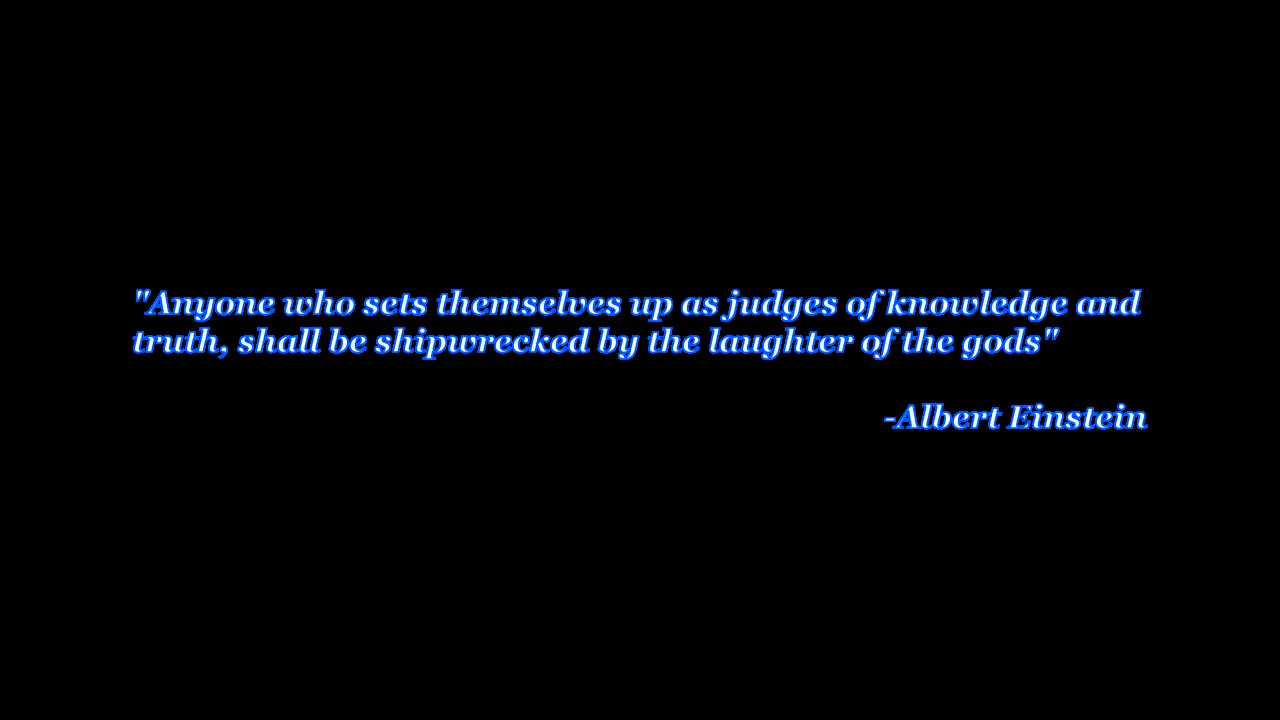 "Anyone who sets themselves up as judges of knowledge and
truth, shall be shipwrecked by the laughter of the gods"
-Albert Einstein